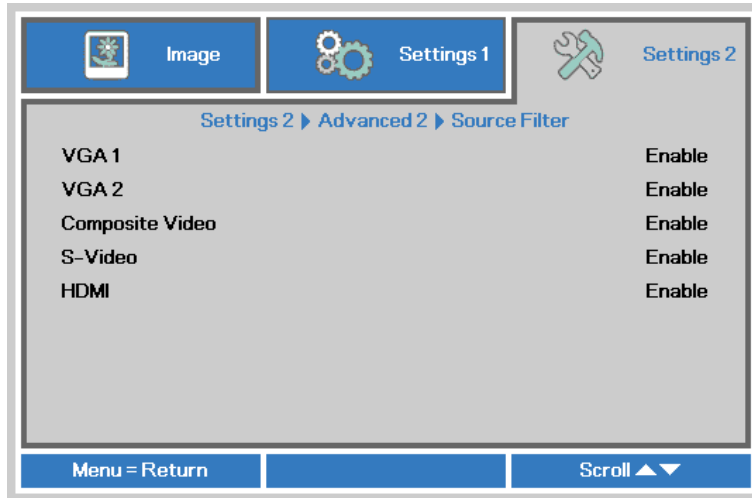 Image
Settings 1
Settings 2
Settings 2 ▶ Advanced 2 ▶ Source Filter
VGA 1 Enable
VGA 2 Enable
Composite Video Enable
S-Video Enable
HDMI Enable
Menu = Return
Scroll ▲▼